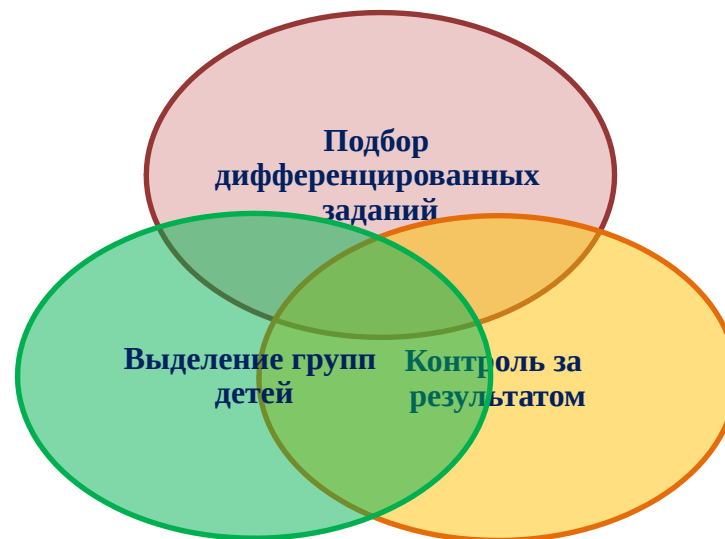 Подбор
дифференцированных
заданий
Выделение групп
детей
Контроль за
результатом